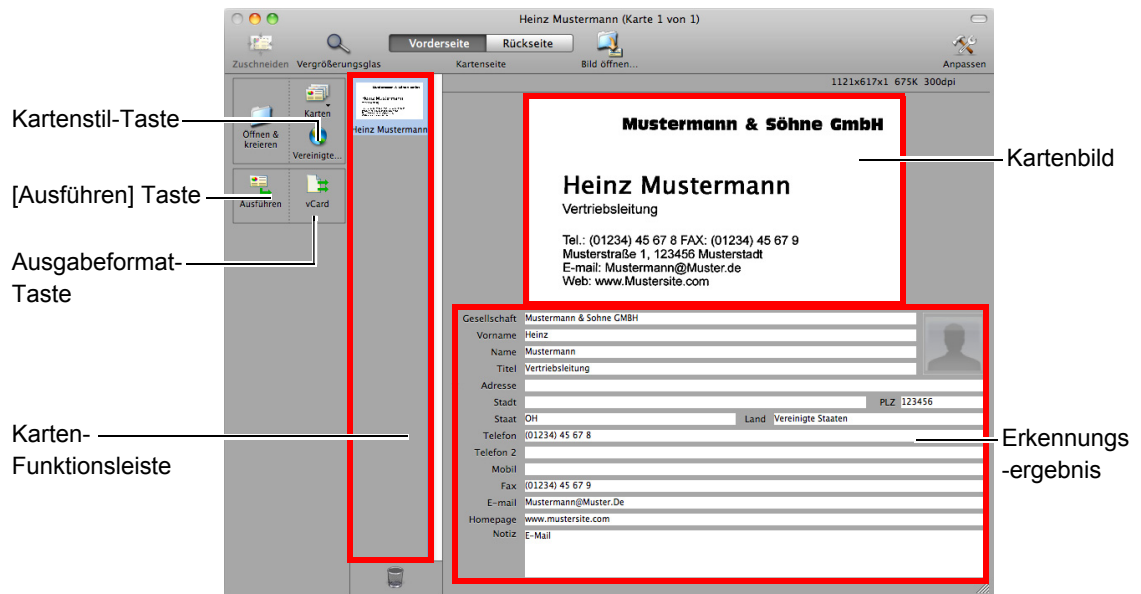 Heinz Mustermann (Karte 1 von 1)
Zuschneiden Vergrößerungsglas
Vorderseite Rückseite
Kartenseite
Bild öffnen...
Anpassen
1121x617x1 675K 300dpi
Kartenstil-Taste
[Ausführen] Taste
Ausgabeformat-
Taste
Karten-
Funktionsleiste
Öffnen &
kreieren
Karten
Vereinigte...
Ausführen
vCard
Heinz Mustermann
Mustermann & Söhne GmbH
Heinz Mustermann
Vertriebsleitung
Tel.: (01234) 45 67 8 FAX: (01234) 45 67 9
Musterstraße 1, 123456 Musterstadt
E-mail: Mustermann@Muster.de
Web: www.Mustersite.com
Kartenbild
Gesellschaft Mustermann & Sohne GMBH
Vorname Heinz
Name Mustermann
Titel Vertriebsleitung
Adresse
Stadt PLZ 123456
Staat OH Land Vereinigte Staaten
Telefon (01234) 45 67 8
Telefon 2
Mobil
Fax (01234) 45 67 9
E-mail Mustermann@Muster.De
Homepage www.mustersite.com
Notiz E-Mail
Erkennungs
-ergebnis